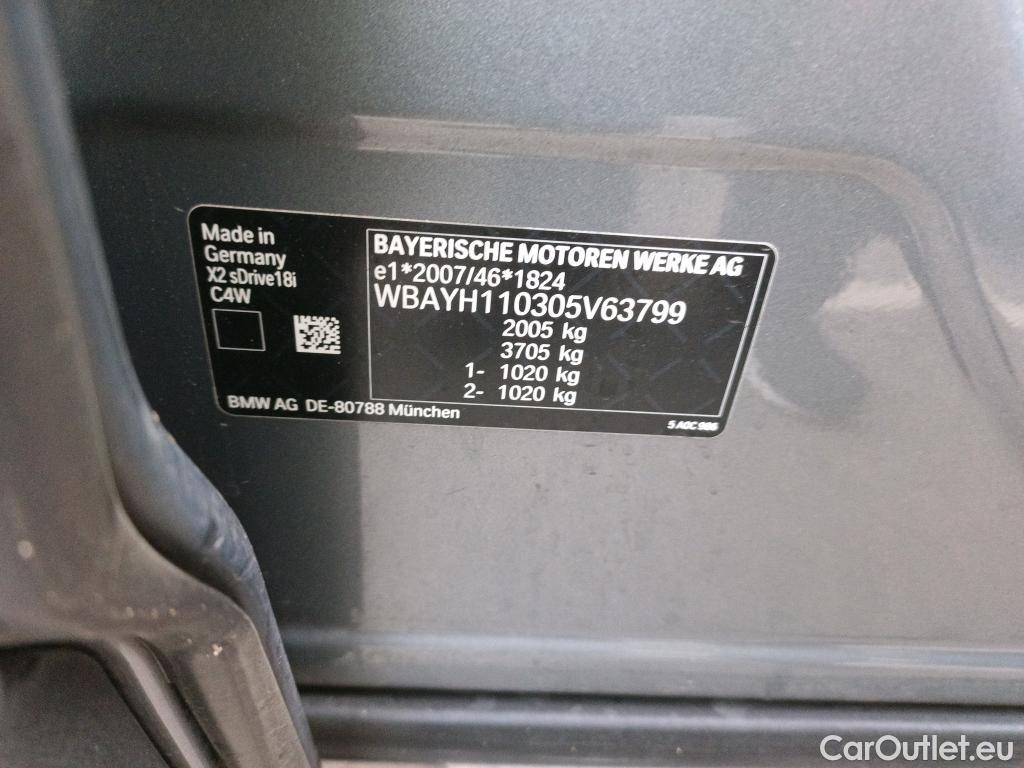 Made in
Germany
X2 sDrive18i
C4W
BAYERISCHE MOTOREN WERKE AG
e1*2007/46*1824
WBAYH110305V63799
2005 kg
3705 kg
1- 1020 kg
2- 1020 kg
BMW AG DE-80788 München
5 A0C 986
CarOutlet.eu